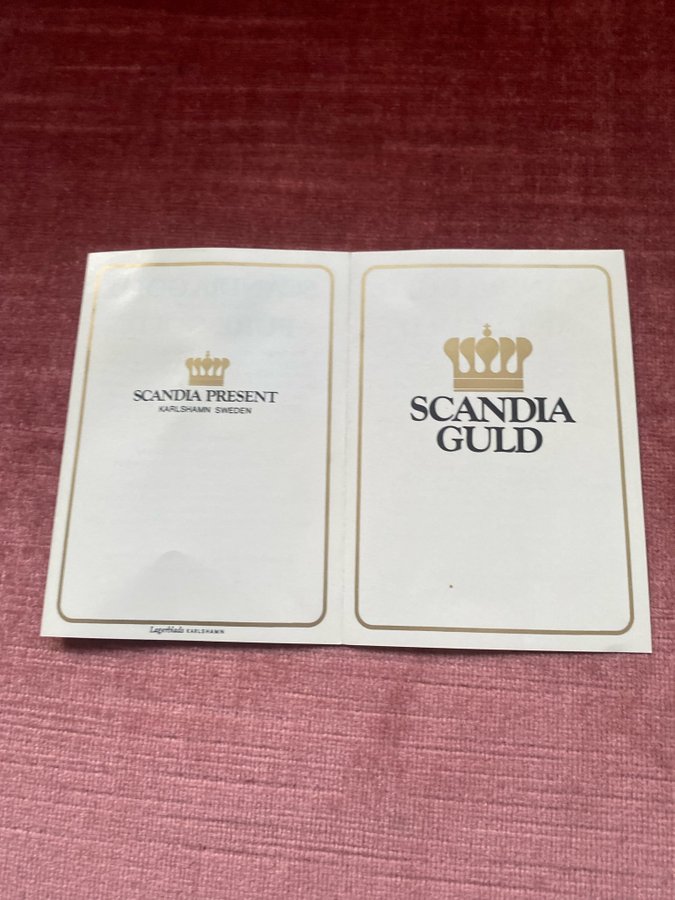 SCANDIA PRESENT
KARLSHAMN SWEDEN
Lagerblads KARLSHAMN
SCANDIA
GULD